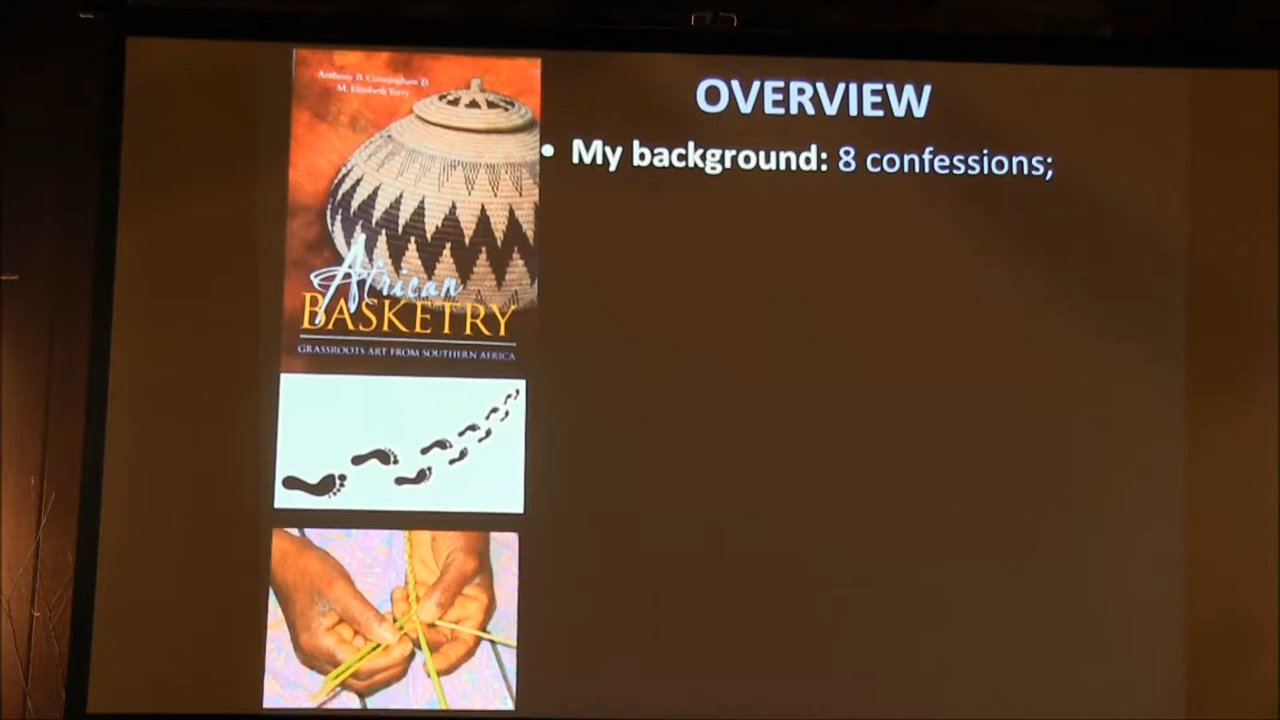 Anthony B. Cunningham &
M. Elizabeth Terry
African
BASKETRY
GRASSROOTS ART FROM SOUTHERN AFRICA
OVERVIEW
• My background: 8 confessions;